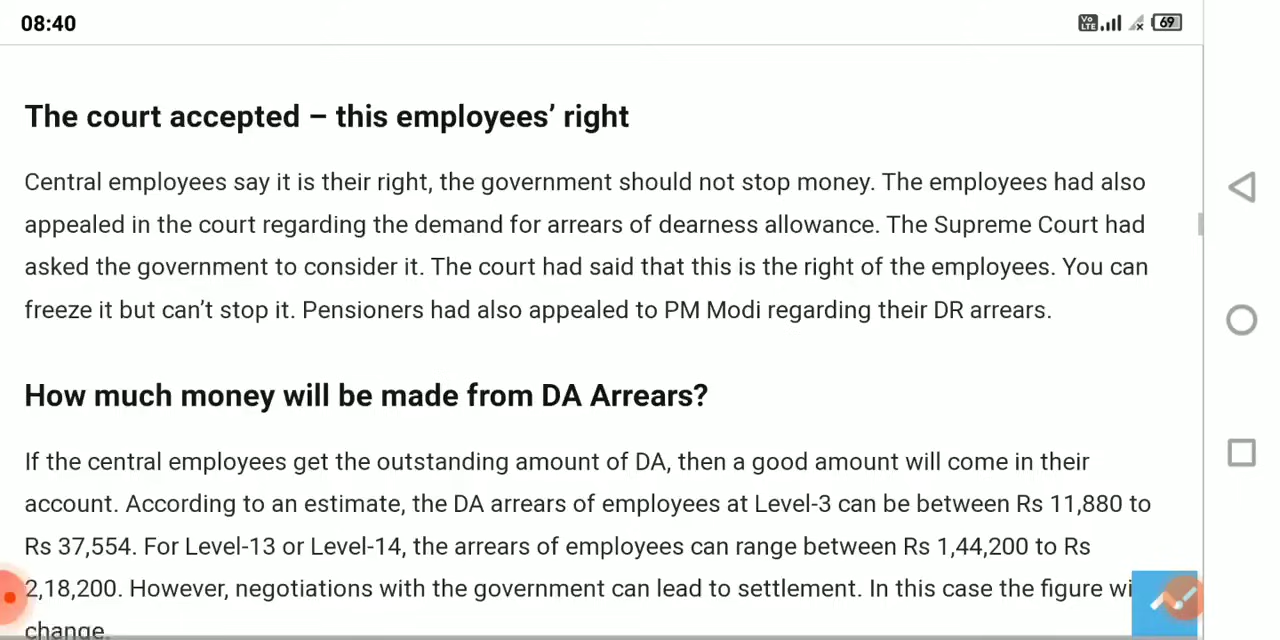 08:40
Vo LTE 69
The court accepted – this employees’ right
Central employees say it is their right, the government should not stop money. The employees had also
appealed in the court regarding the demand for arrears of dearness allowance. The Supreme Court had
asked the government to consider it. The court had said that this is the right of the employees. You can
freeze it but can’t stop it. Pensioners had also appealed to PM Modi regarding their DR arrears.
How much money will be made from DA Arrears?
If the central employees get the outstanding amount of DA, then a good amount will come in their
account. According to an estimate, the DA arrears of employees at Level-3 can be between Rs 11,880 to
Rs 37,554. For Level-13 or Level-14, the arrears of employees can range between Rs 1,44,200 to Rs
2,18,200. However, negotiations with the government can lead to settlement. In this case the figure wi
change.